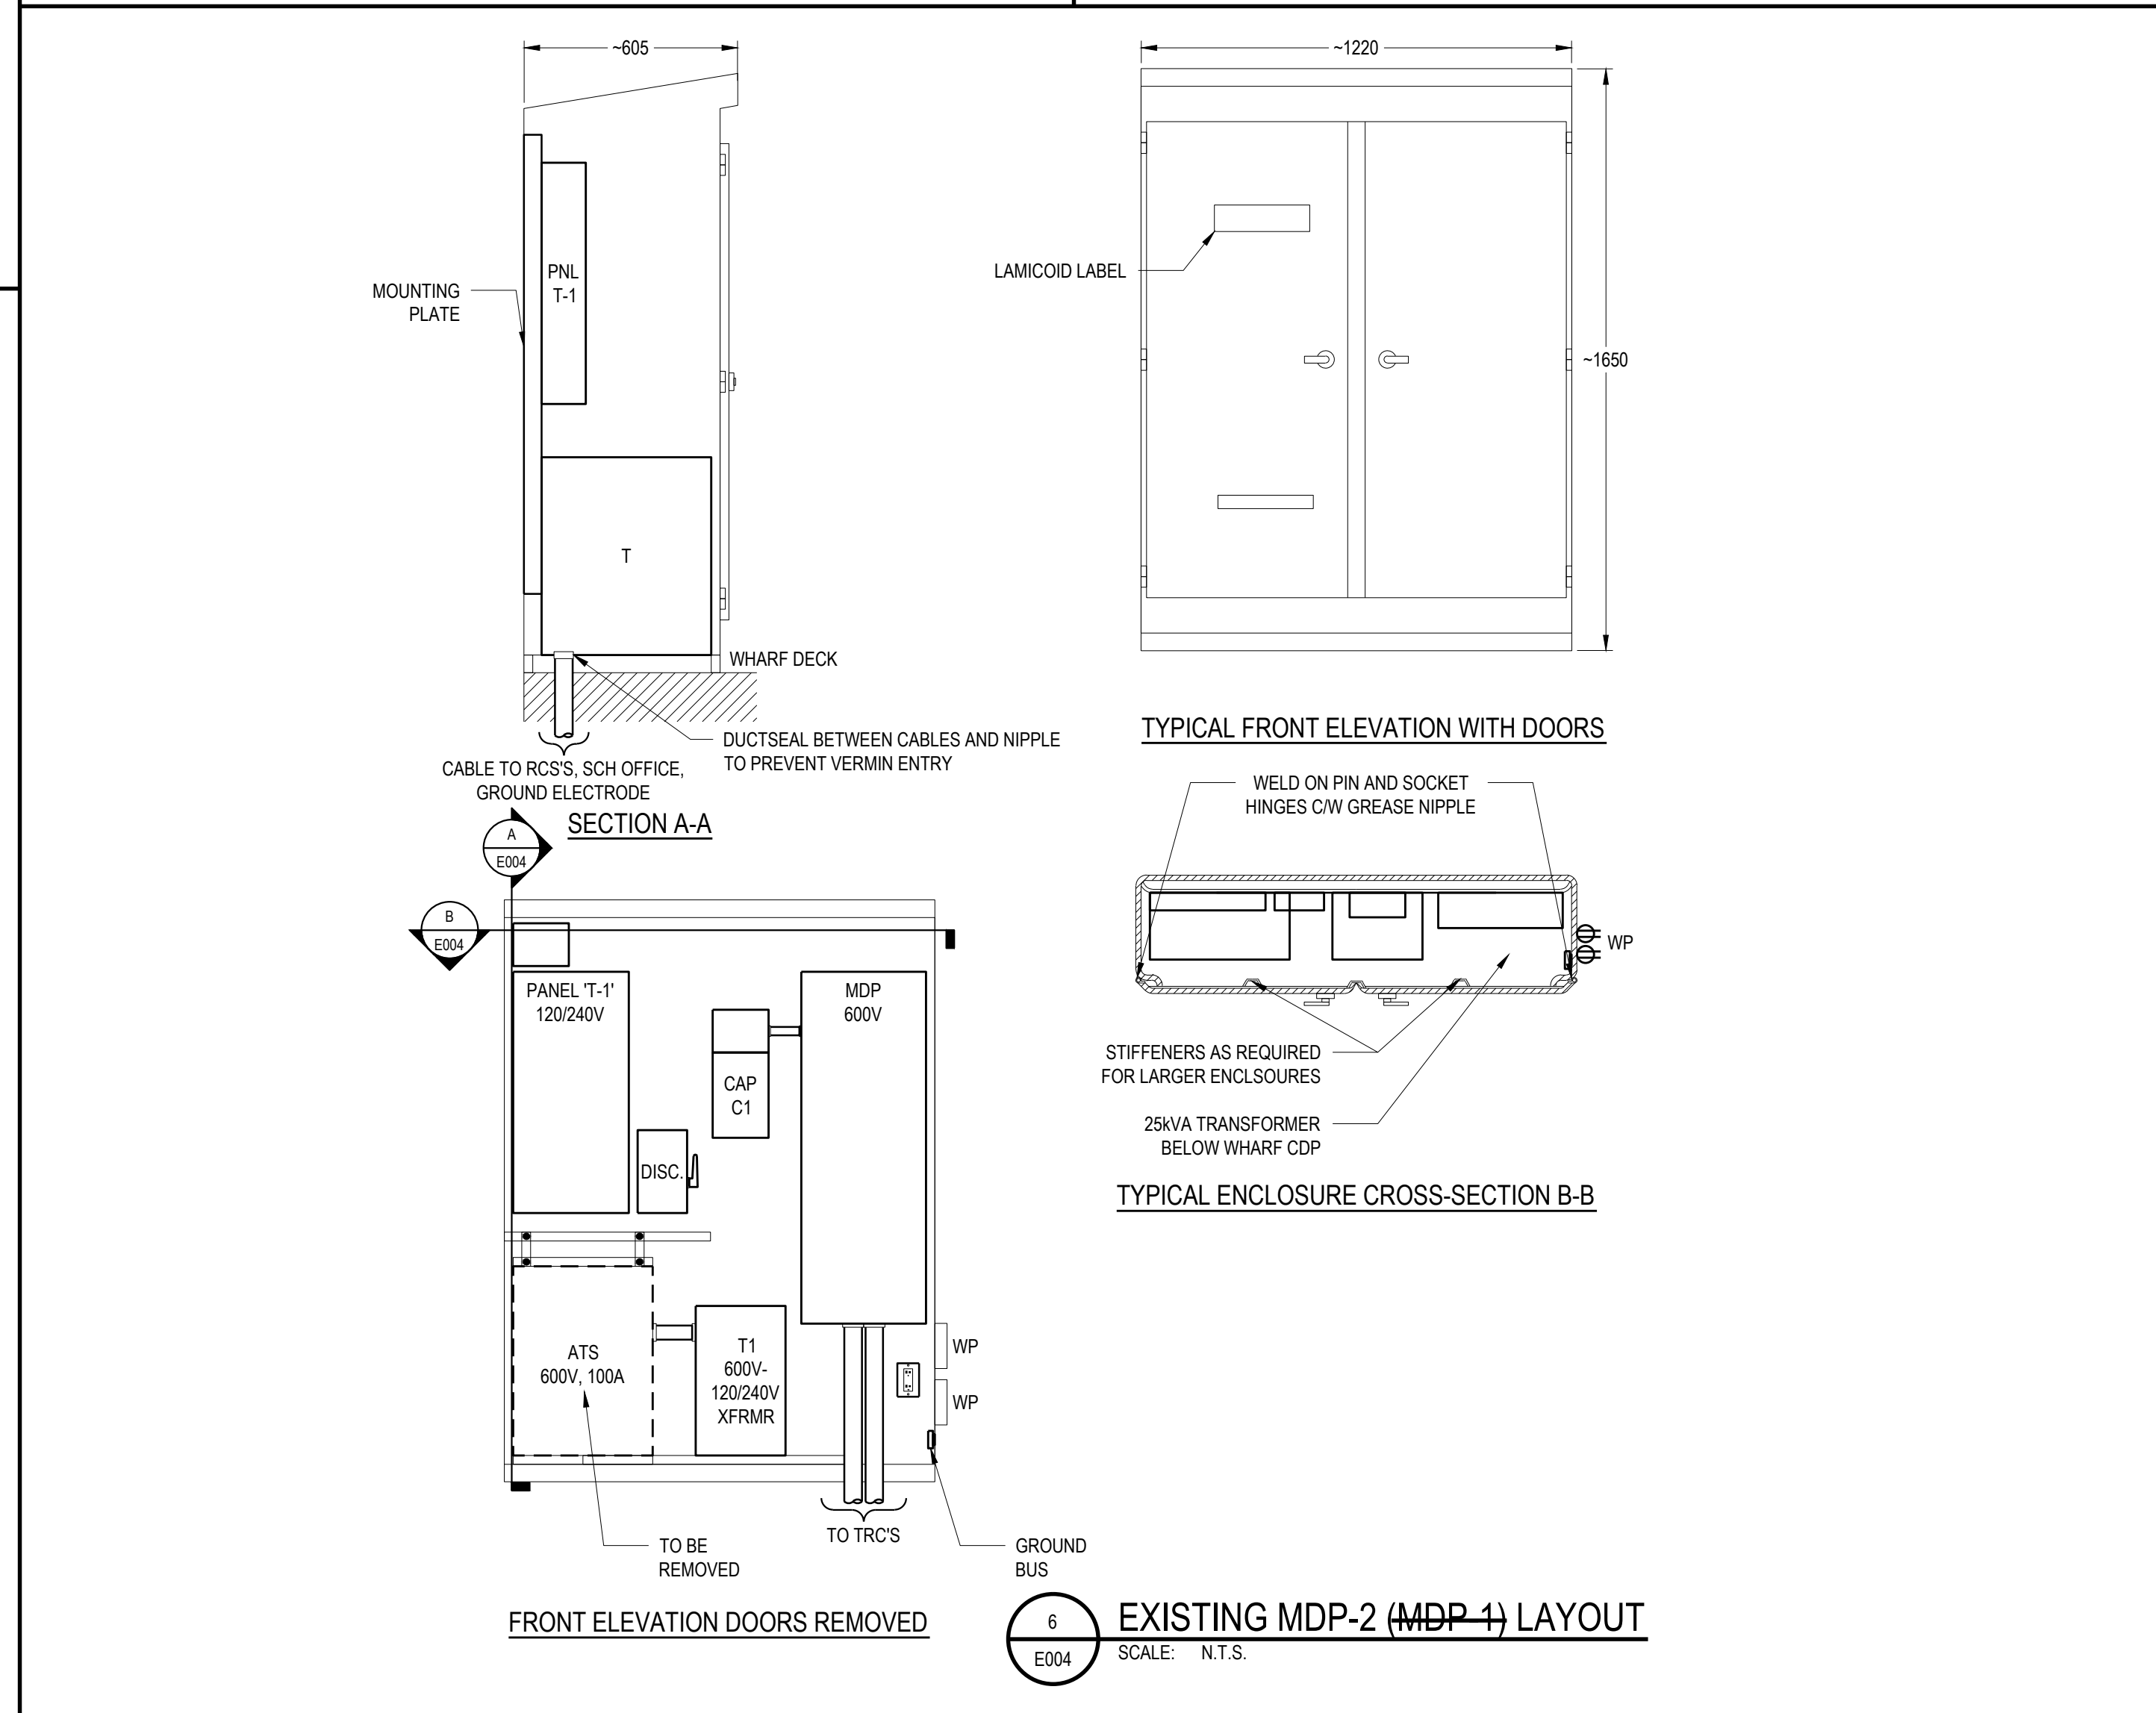 ~605
MOUNTING
PLATE
PNL
T-1
T
WHARF DECK
DUCTSEAL BETWEEN CABLES AND NIPPLE
TO PREVENT VERMIN ENTRY
CABLE TO RCS'S, SCH OFFICE,
GROUND ELECTRODE
SECTION A-A
~1220
~1650
LAMICOID LABEL
TYPICAL FRONT ELEVATION WITH DOORS
WELD ON PIN AND SOCKET
HINGES C/W GREASE NIPPLE
WP
STIFFENERS AS REQUIRED
FOR LARGER ENCLSOURES
25kVA TRANSFORMER
BELOW WHARF CDP
TYPICAL ENCLOSURE CROSS-SECTION B-B
A
E004
B
E004
PANEL 'T-1'
120/240V
CAP
C1
MDP
600V
DISC.
ATS
600V, 100A
T1
600V-
120/240V
XFRMR
WP
WP
TO TRC'S
TO BE
REMOVED
GROUND
BUS
FRONT ELEVATION DOORS REMOVED
6
E004
EXISTING MDP-2 (MDP-1) LAYOUT
SCALE: N.T.S.